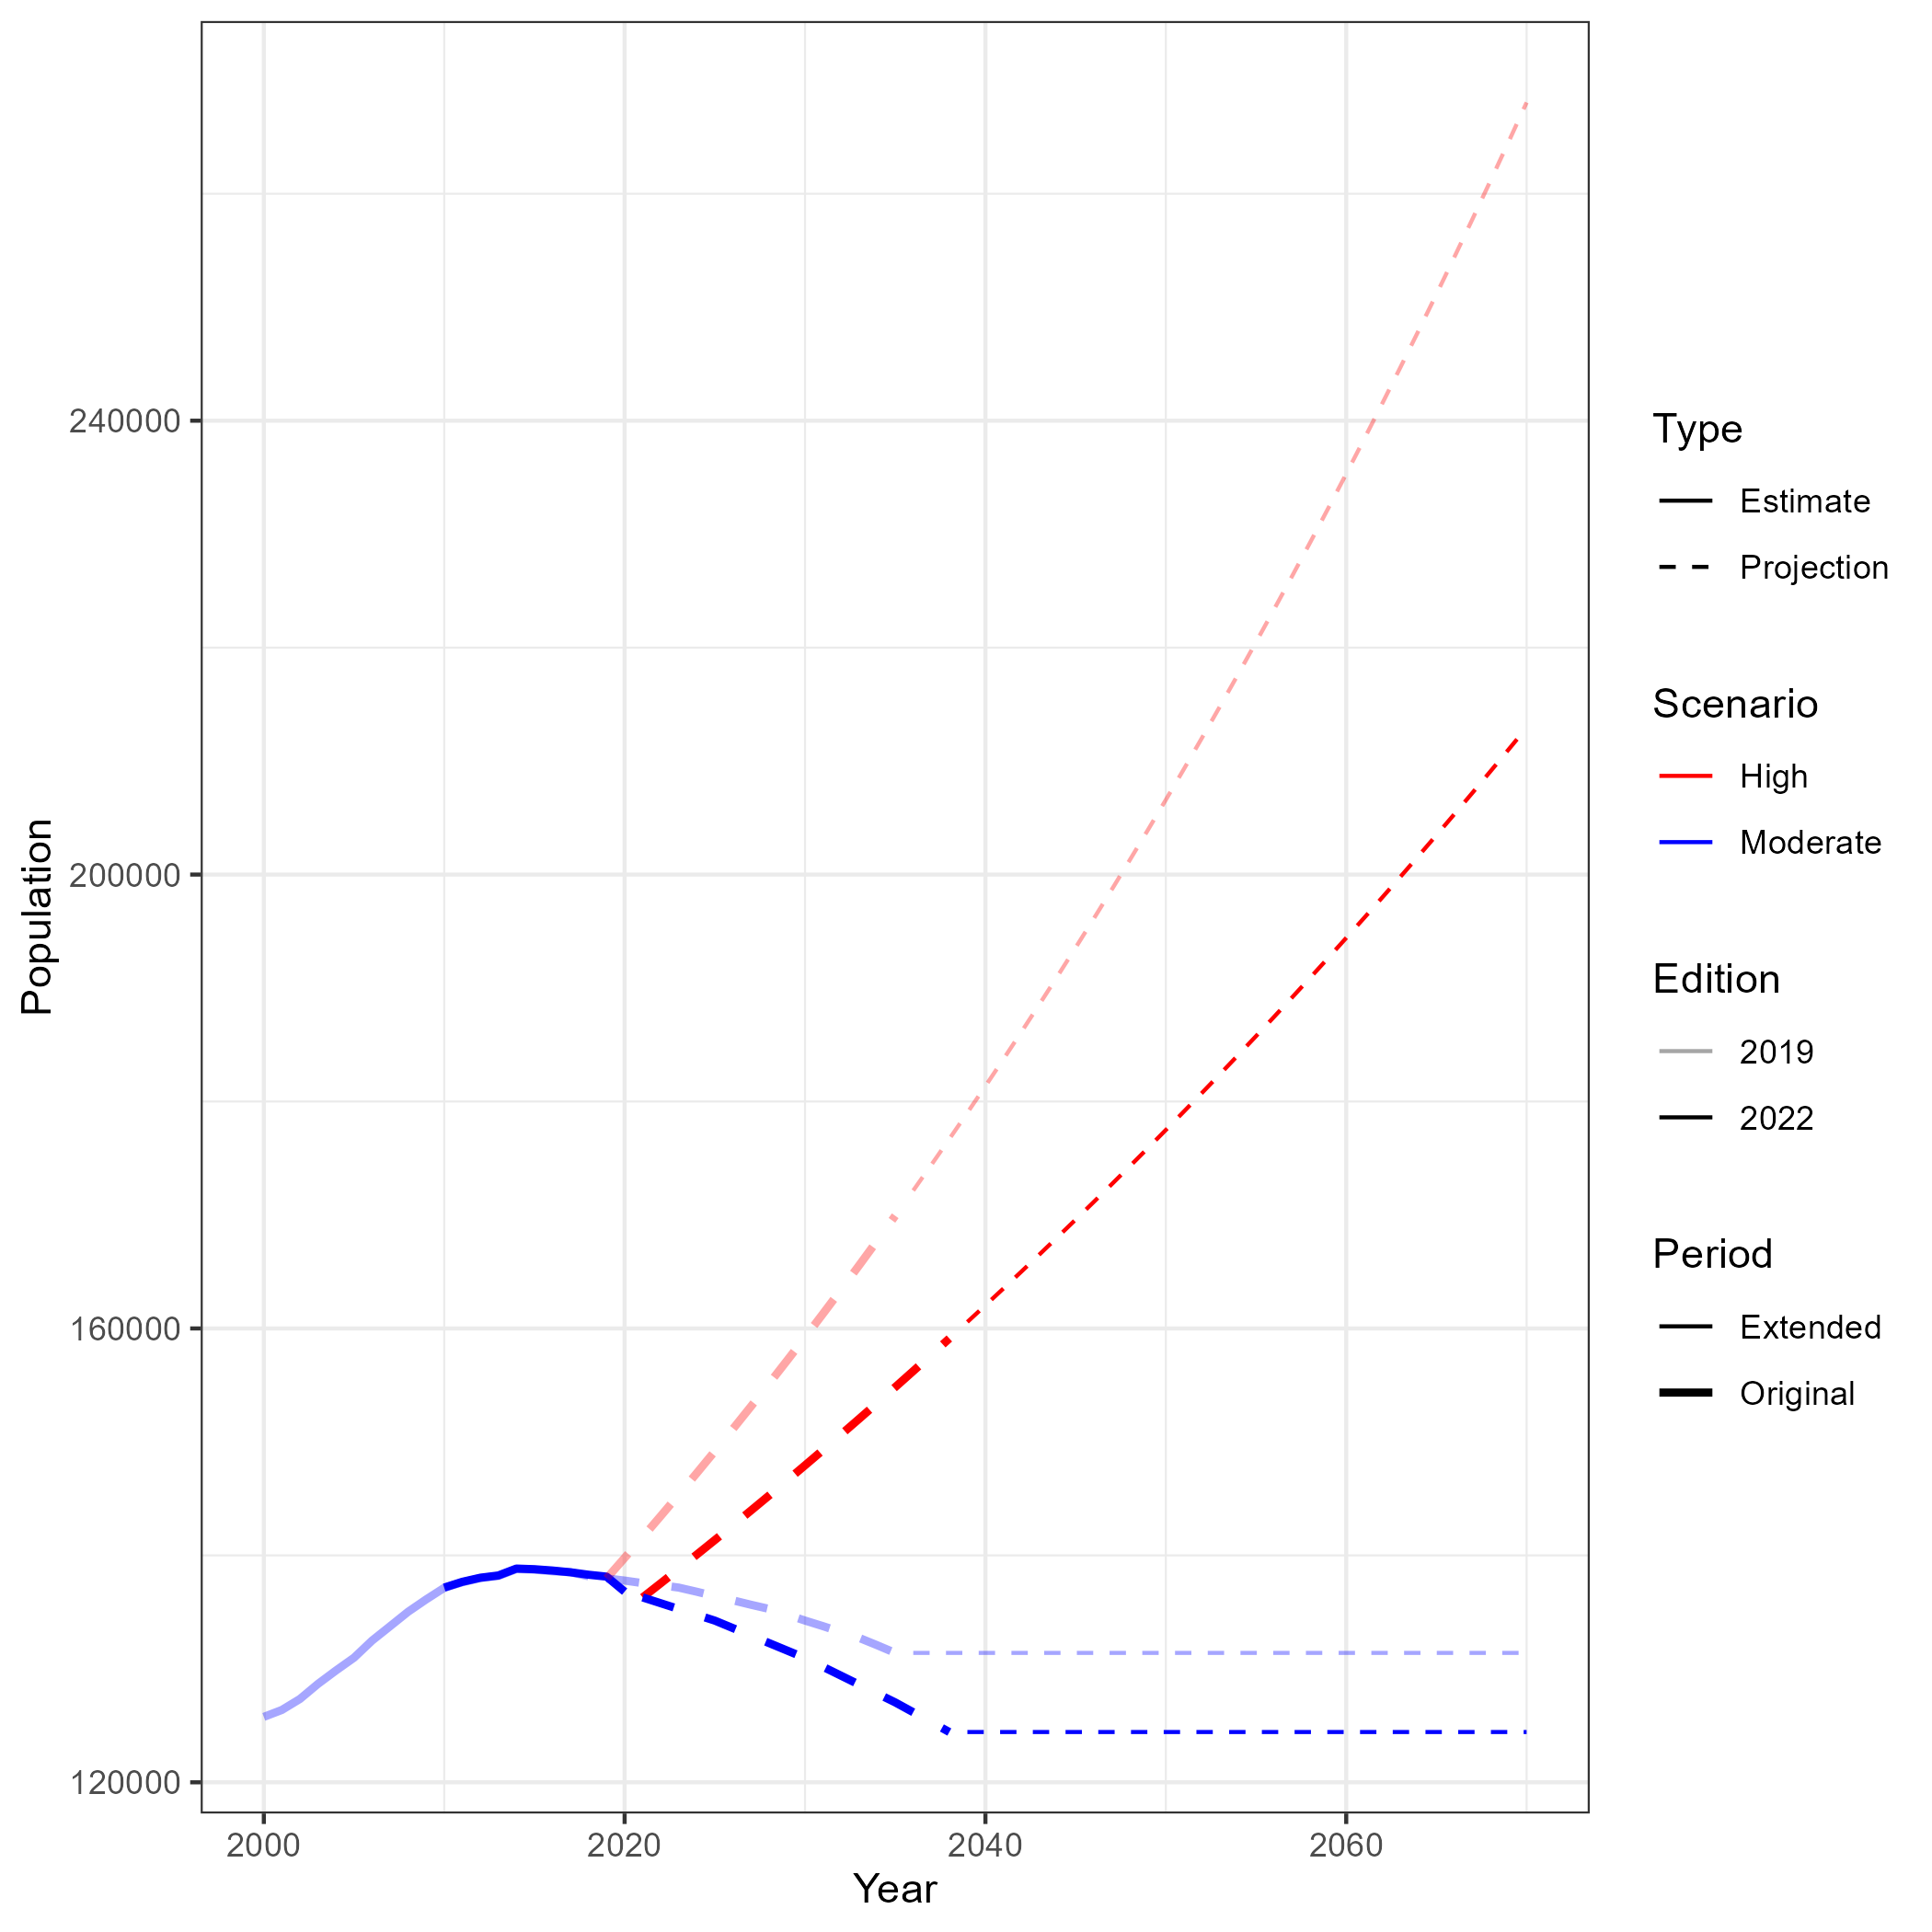 240000
200000
160000
120000
Population
2000
2020
2040
2060
Year
Type
Estimate
Projection
Scenario
High
Moderate
Edition
2019
2022
Period
Extended
Original